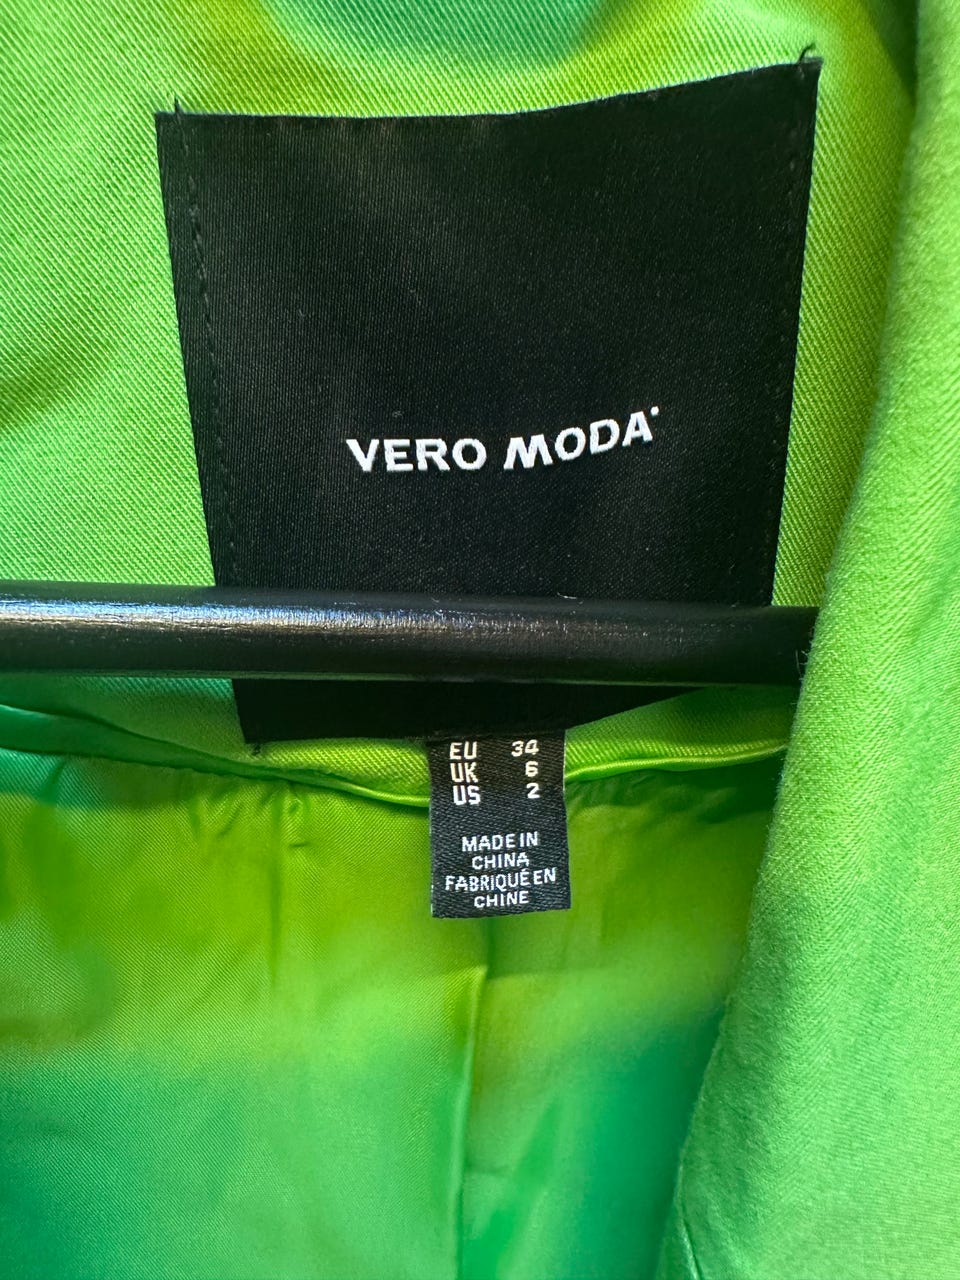 VERO MODA
EU 34
UK 6
US 2
MADE IN
CHINA
FABRIQUÉ EN
CHINE